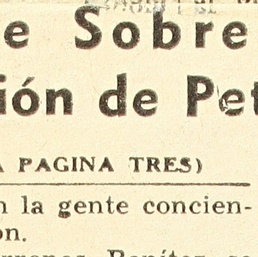 e Sobre
ión de Pet
A PAGINA TRES)
n la gente concien-
on.